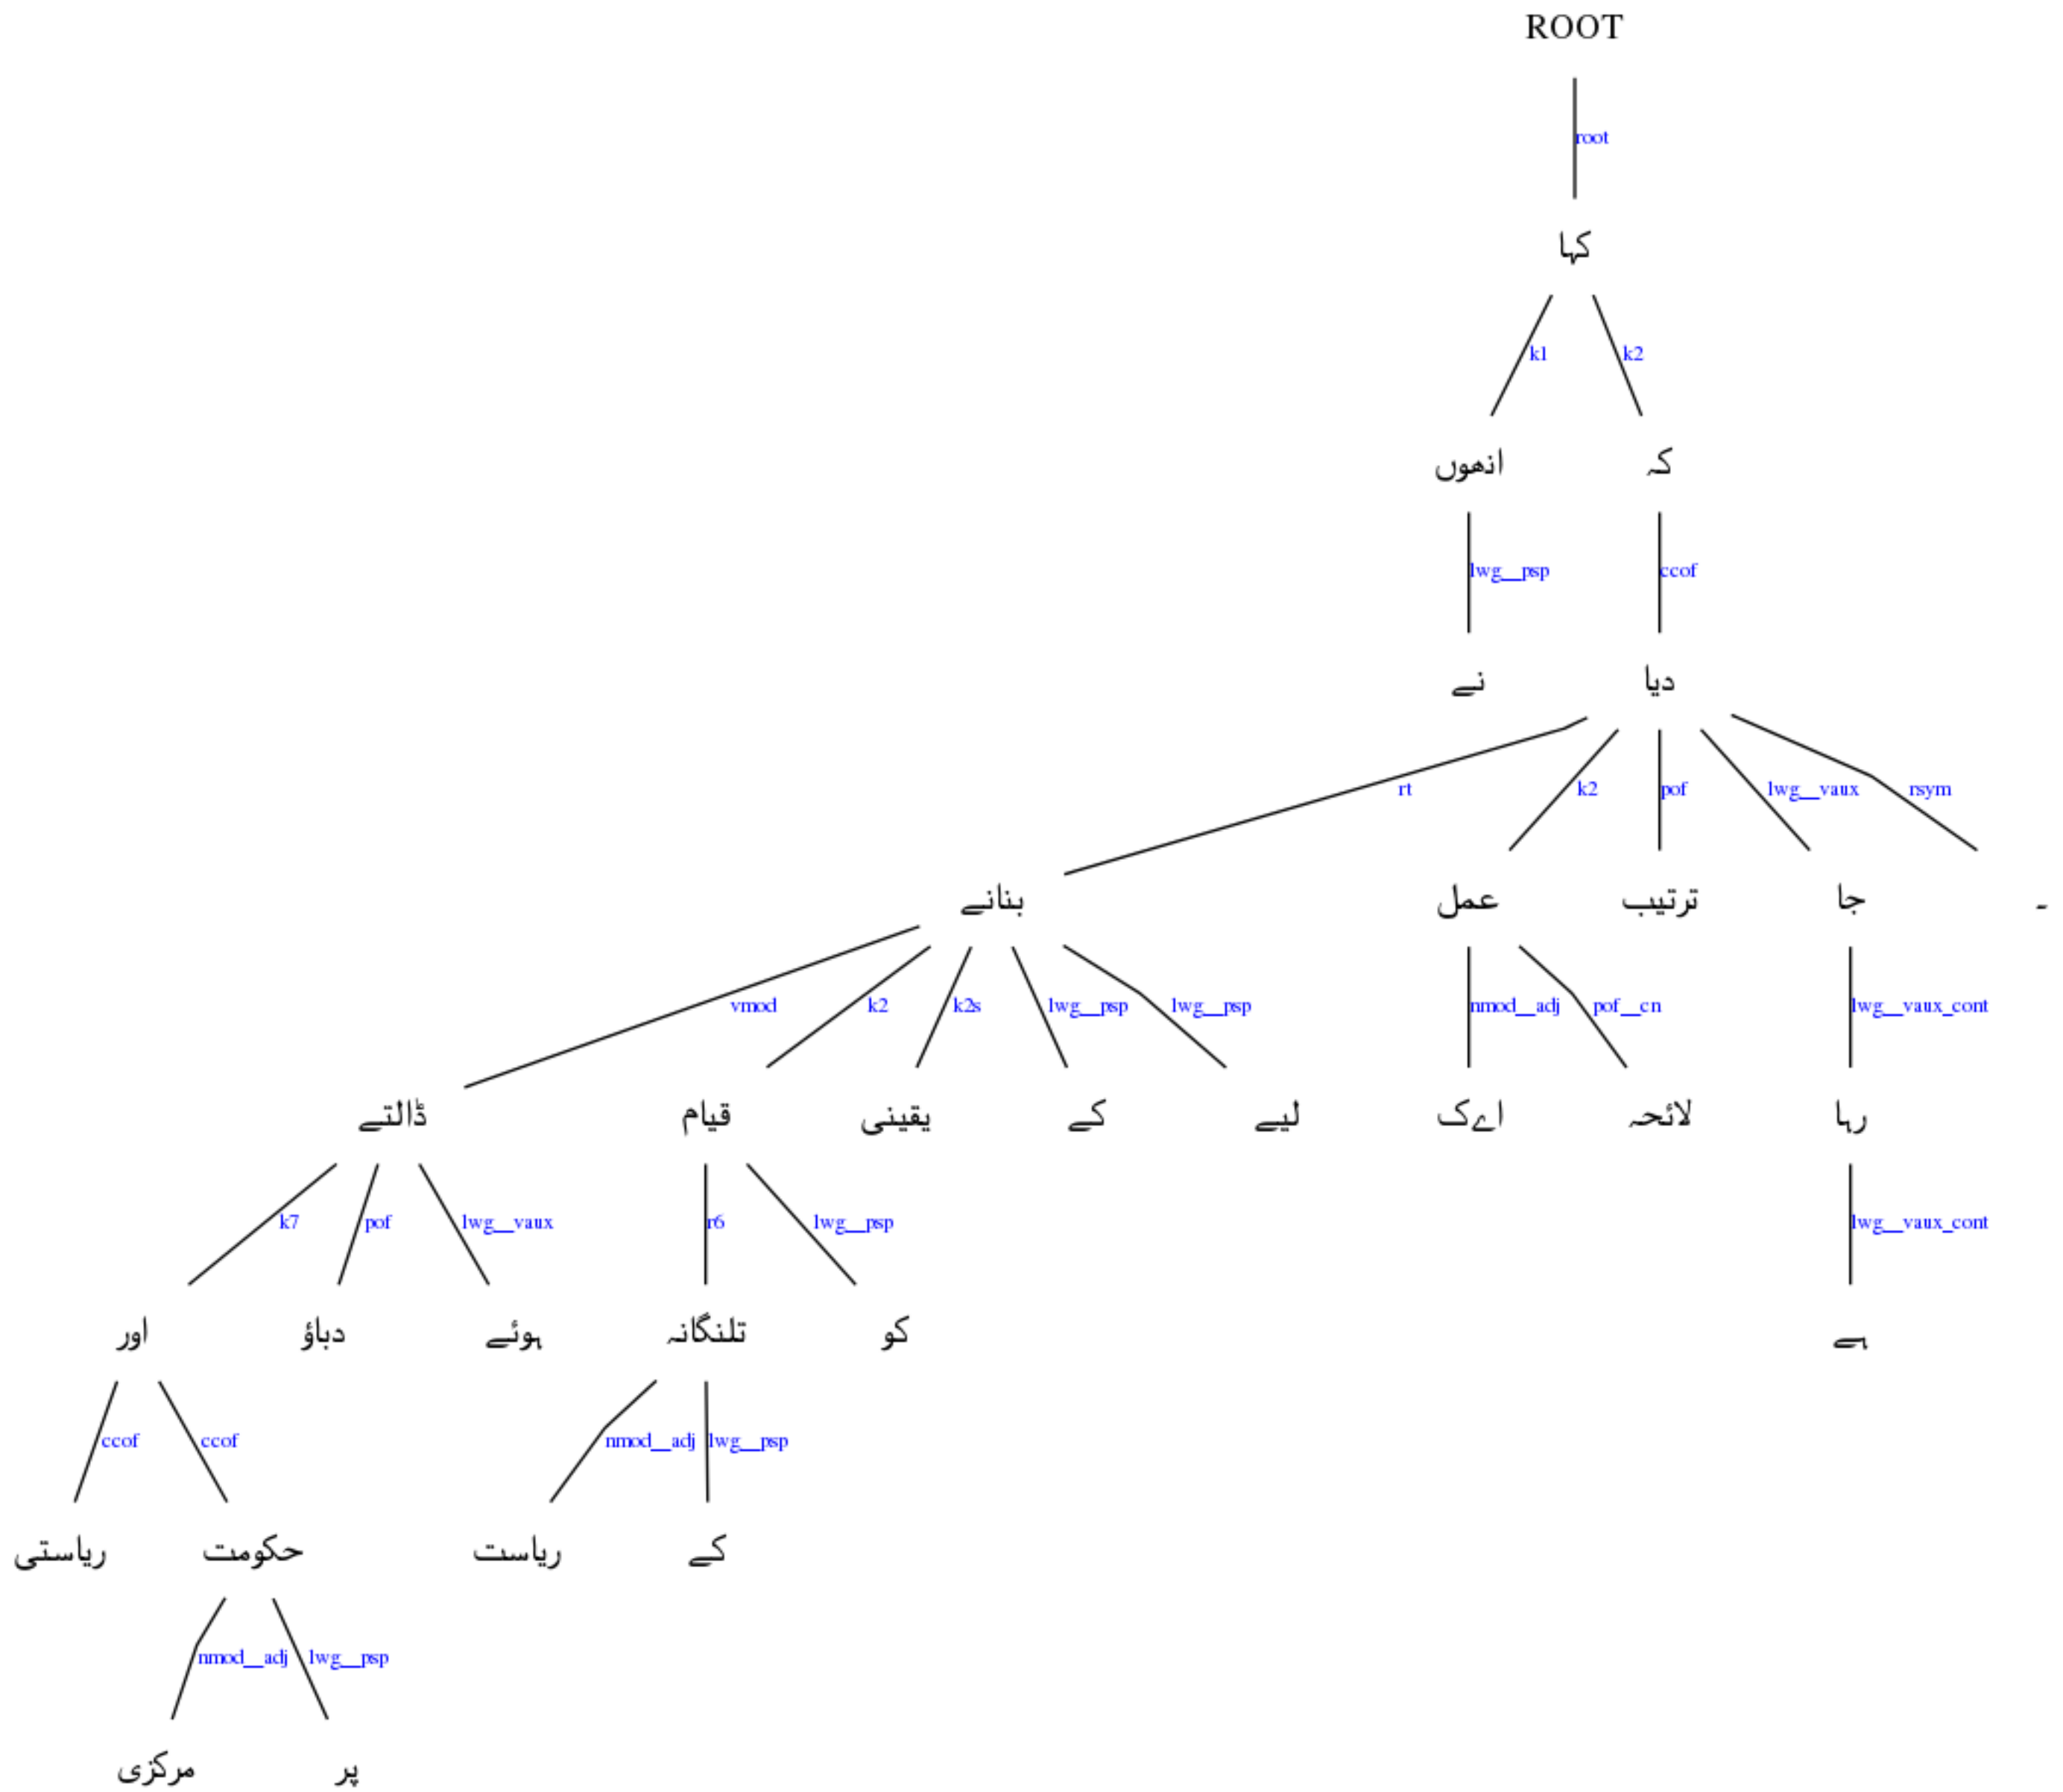 ROOT
root
کہا
k1 k2
انھوں کہ
lwg__psp ccof
نے دیا
rt k2 pof lwg__vaux rsym
بنانے عمل ترتیب جا ۔
vmod k2 k2s lwg__psp lwg__psp nmod__adj pof__cn lwg__vaux_cont
ڈالتے قیام یقینی کے لیے اےک لائحہ رہا
k7 pof lwg__vaux r6 lwg__psp lwg__vaux_cont
اور دباؤ ہوئے تلنگانہ کو ہے
ccof ccof nmod__adj lwg__psp
ریاستی حکومت ریاست کے
nmod__adj lwg__psp
مرکزی پر